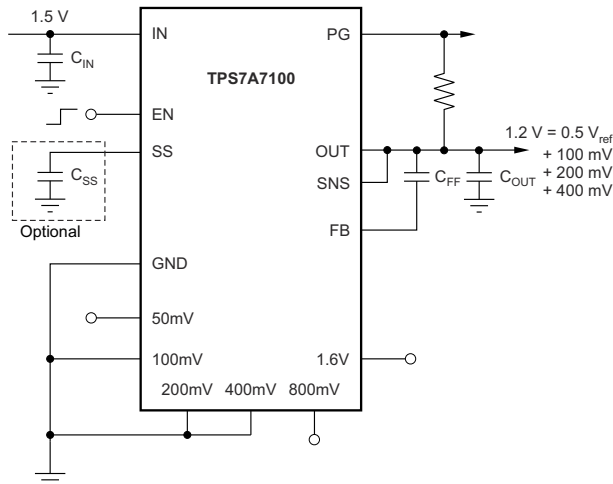 1.5 V
IN
PG
C_IN
TPS7A7100
EN
SS
OUT
1.2 V = 0.5 V_ref
+ 100 mV
+ 200 mV
+ 400 mV
C_SS
SNS
C_FF
C_OUT
Optional
FB
GND
50mV
100mV
1.6V
200mV
400mV
800mV